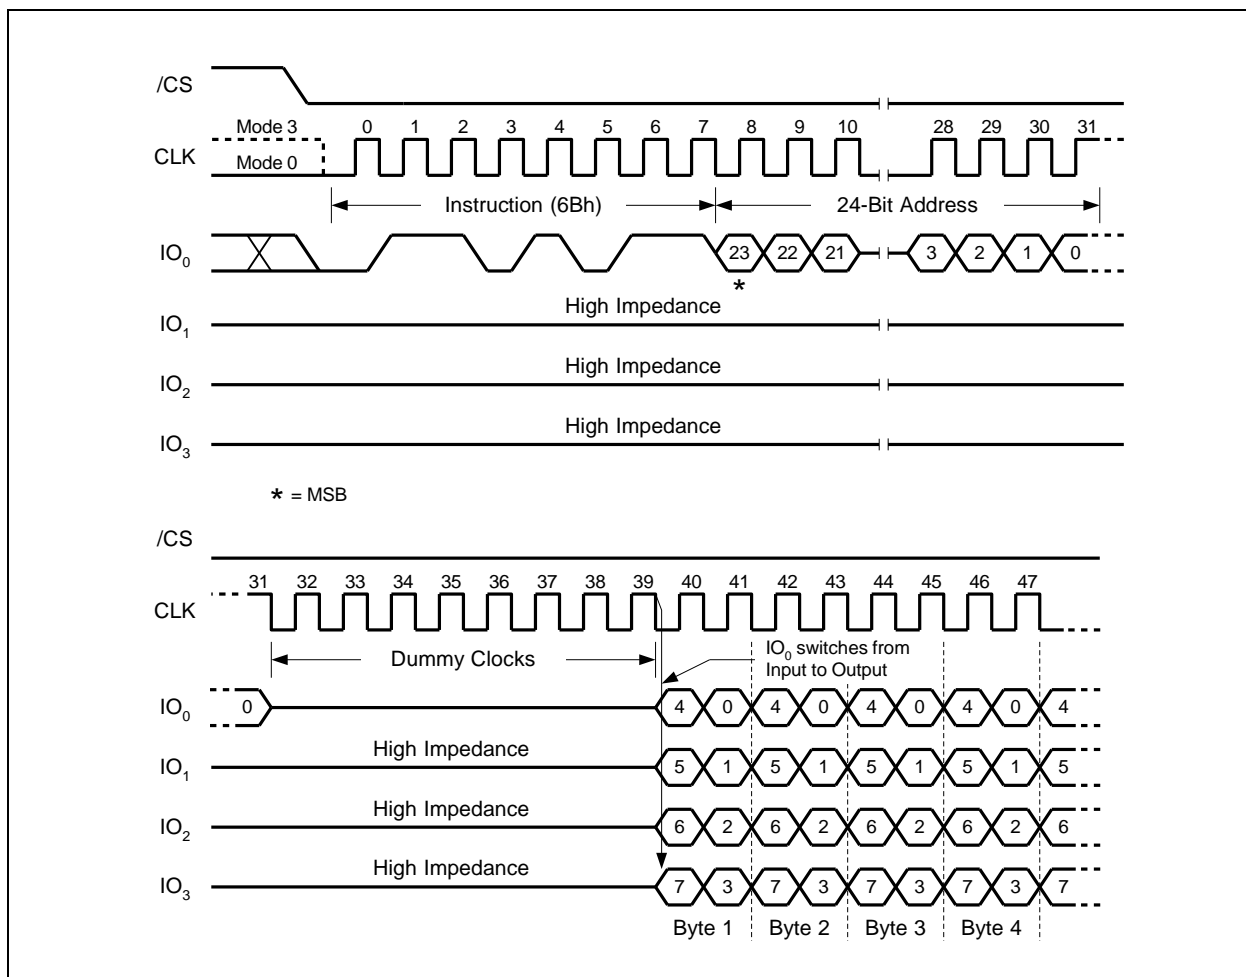 /CS
Mode 3 0 1 2 3 4 5 6 7 8 9 10 28 29 30 31
CLK
Mode 0
Instruction (6Bh) 24-Bit Address
IO0 23 22 21 3 2 1 0
*
High Impedance
IO1
High Impedance
IO2
High Impedance
IO3
* = MSB
/CS
31 32 33 34 35 36 37 38 39 40 41 42 43 44 45 46 47
CLK
IO0 switches from
Dummy Clocks Input to Output
IO0 0 4 0 4 0 4 0 4 0 4
High Impedance
IO1 5 1 5 1 5 1 5 1 5
High Impedance
IO2 6 2 6 2 6 2 6 2 6
High Impedance
IO3 7 3 7 3 7 3 7 3 7
Byte 1 Byte 2 Byte 3 Byte 4